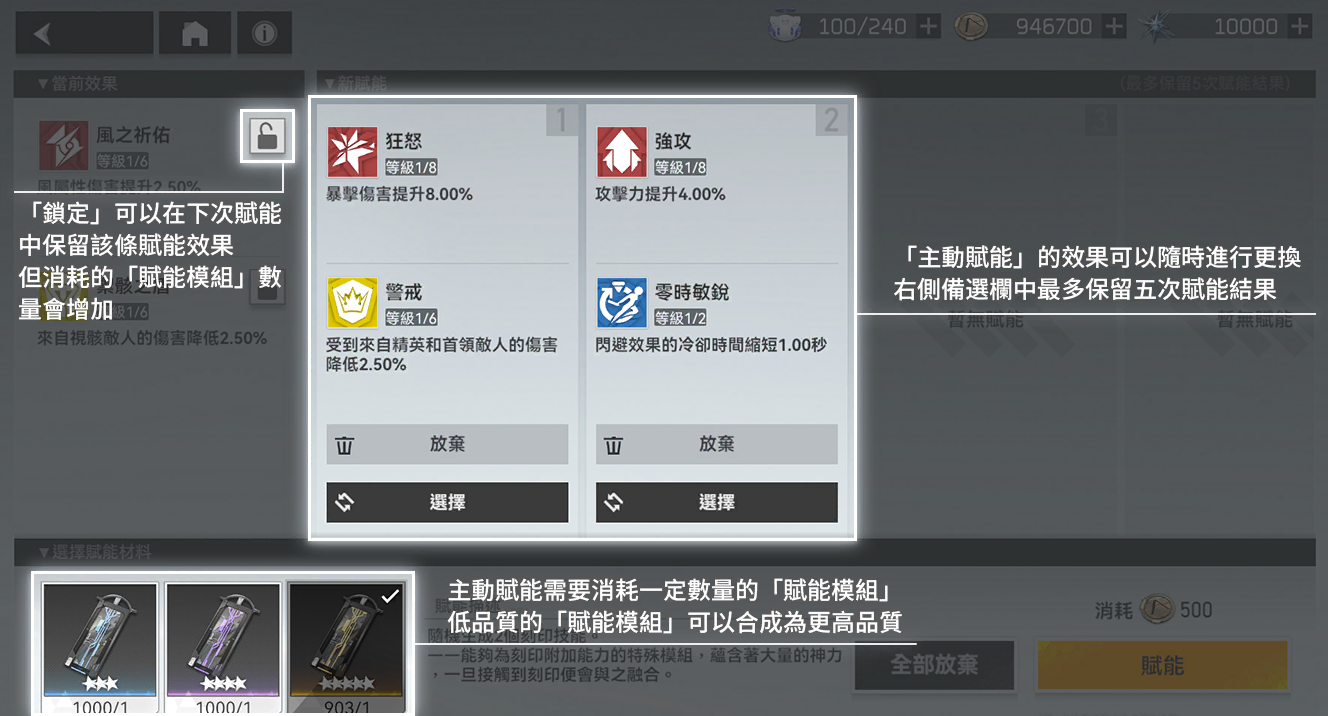 100/240
946700
10000
▼當前效果
▼新賦能
(最多保留5次賦能結果)
風之祈佑
等級1/6
風屬性傷害提升2.50%
「鎖定」可以在下次賦能
中保留該條賦能效果
但消耗的「賦能模組」數
量會增加
等級1/6
來自視骸敵人的傷害降低2.50%
1
狂怒
等級1/8
暴擊傷害提升8.00%
警戒
等級1/6
受到來自精英和首領敵人的傷害
降低2.50%
放棄
選擇
2
強攻
等級1/8
攻擊力提升4.00%
零時敏銳
等級1/2
閃避效果的冷卻時間縮短1.00秒
放棄
選擇
3
「主動賦能」的效果可以隨時進行更換
右側備選欄中最多保留五次賦能結果
暫無賦能
暫無賦能
▼選擇賦能材料
1000/1
1000/1
903/1
主動賦能需要消耗一定數量的「賦能模組」
低品質的「賦能模組」可以合成為更高品質
賦能描述
隨機生成2個刻印技能。
——能夠為刻印附加能力的特殊模組，蘊含著大量的神力
，一旦接觸到刻印便會與之融合。
消耗 500
全部放棄
賦能